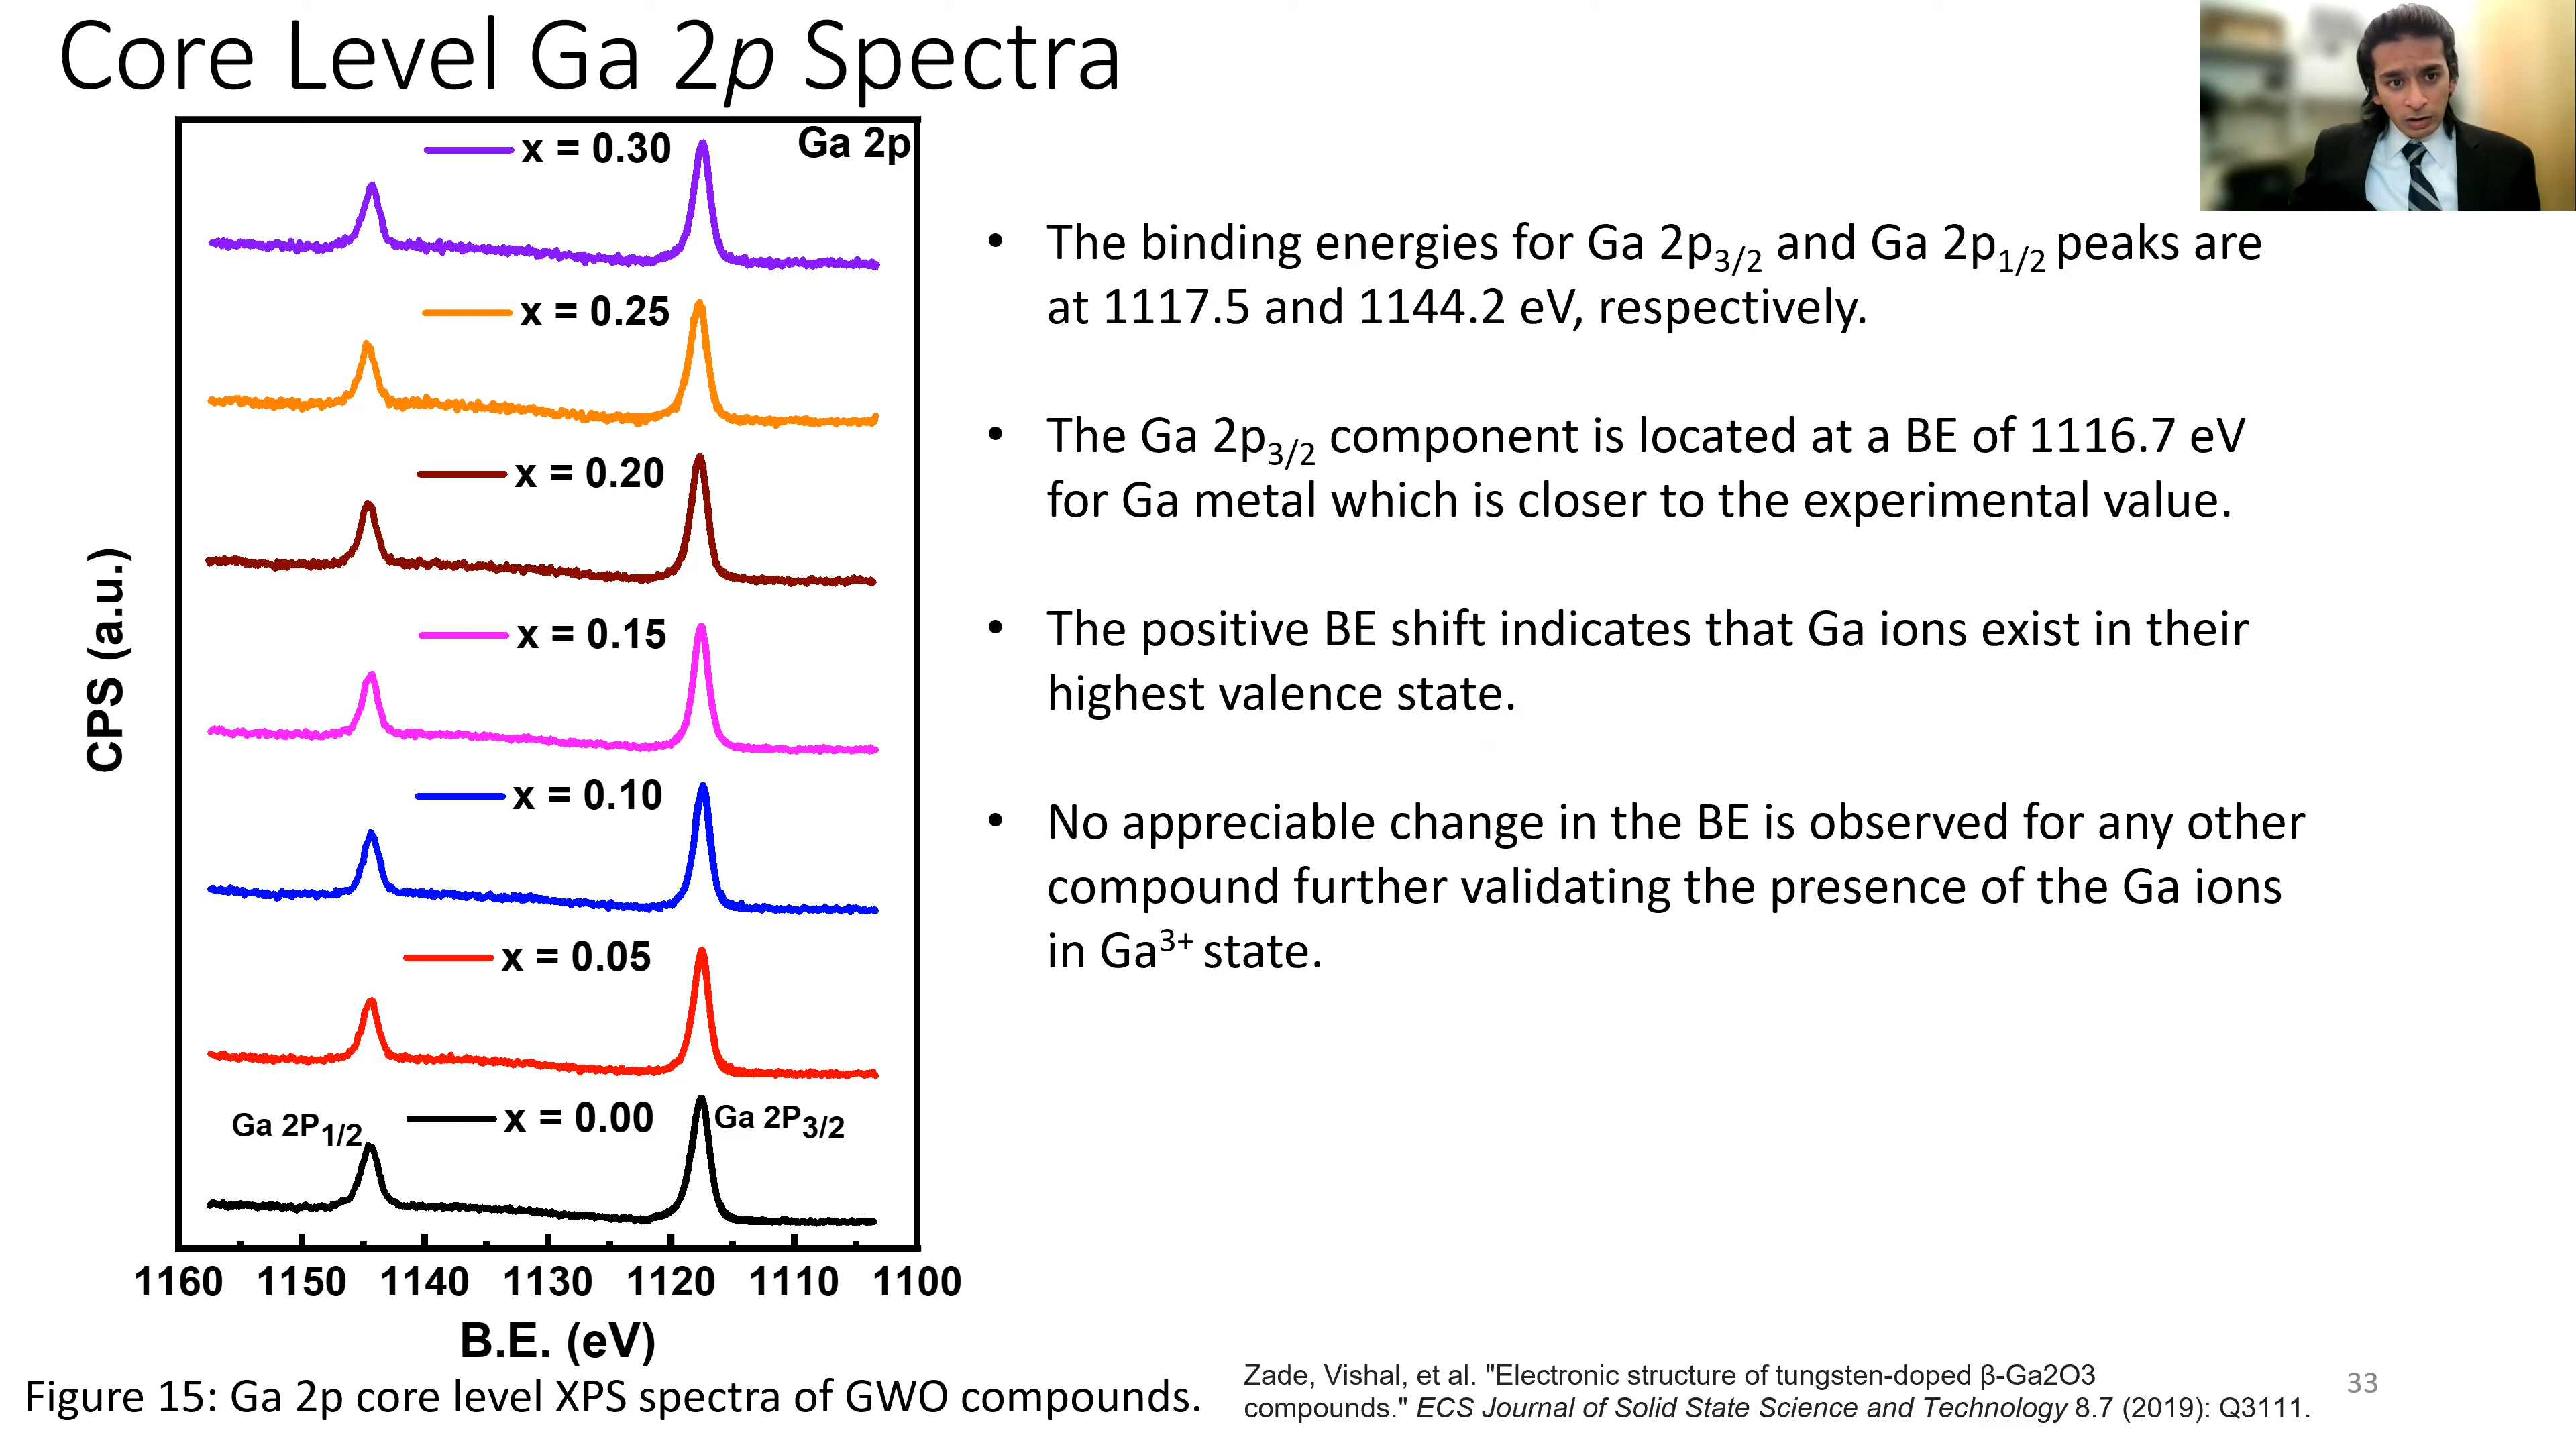 Core Level Ga 2p Spectra
Ga 2p
x = 0.30
x = 0.25
x = 0.20
x = 0.15
x = 0.10
x = 0.05
x = 0.00
Ga 2P1/2
Ga 2P3/2
CPS (a.u.)
1160 1150 1140 1130 1120 1110 1100
B.E. (eV)
Figure 15: Ga 2p core level XPS spectra of GWO compounds.
• The binding energies for Ga 2p3/2 and Ga 2p1/2 peaks are
at 1117.5 and 1144.2 eV, respectively.
• The Ga 2p3/2 component is located at a BE of 1116.7 eV
for Ga metal which is closer to the experimental value.
• The positive BE shift indicates that Ga ions exist in their
highest valence state.
• No appreciable change in the BE is observed for any other
compound further validating the presence of the Ga ions
in Ga3+ state.
Zade, Vishal, et al. "Electronic structure of tungsten-doped β-Ga2O3
compounds." ECS Journal of Solid State Science and Technology 8.7 (2019): Q3111.
33